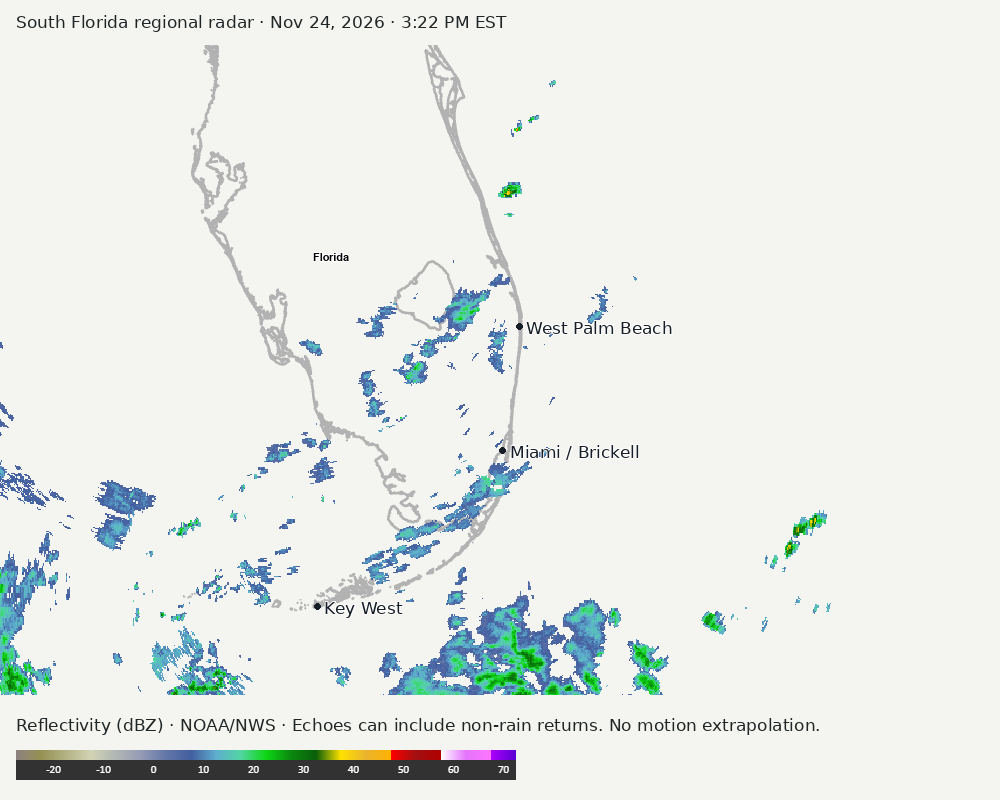 South Florida regional radar · Nov 24, 2026 · 3:22 PM EST
Florida
West Palm Beach
Miami / Brickell
Key West
Reflectivity (dBZ) · NOAA/NWS · Echoes can include non-rain returns. No motion extrapolation.
-20 -10 0 10 20 30 40 50 60 70